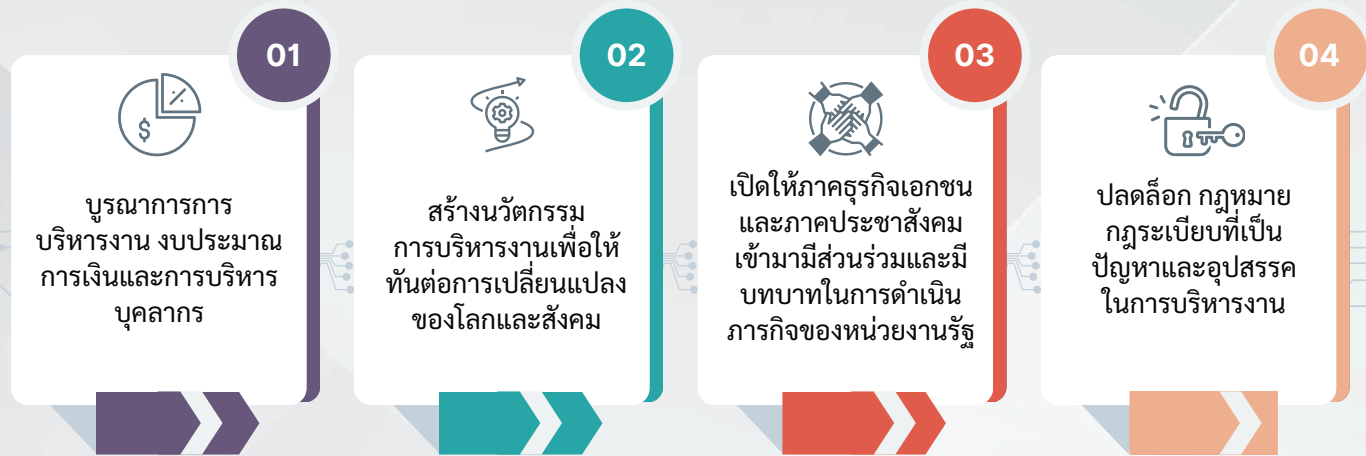 01
บูรณาการการ
บริหารงาน งบประมาณ
การเงินและการบริหาร
บุคลากร
02
สร้างนวัตกรรม
การบริหารงานเพื่อให้
ทันต่อการเปลี่ยนแปลง
ของโลกและสังคม
03
เปิดให้ภาคธุรกิจเอกชน
และภาคประชาสังคม
เข้ามามีส่วนร่วมและมี
บทบาทในการดำเนิน
ภารกิจของหน่วยงานรัฐ
04
ปลดล็อก กฎหมาย
กฎระเบียบที่เป็น
ปัญหาและอุปสรรค
ในการบริหารงาน